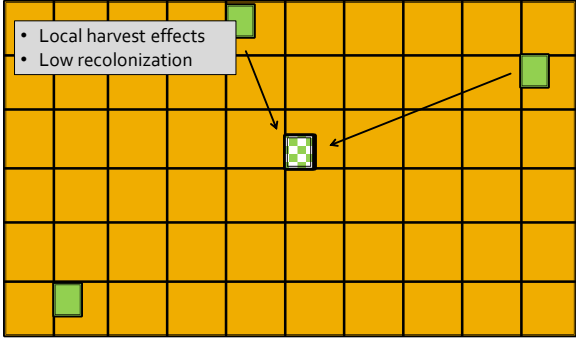 • Local harvest effects
• Low recolonization